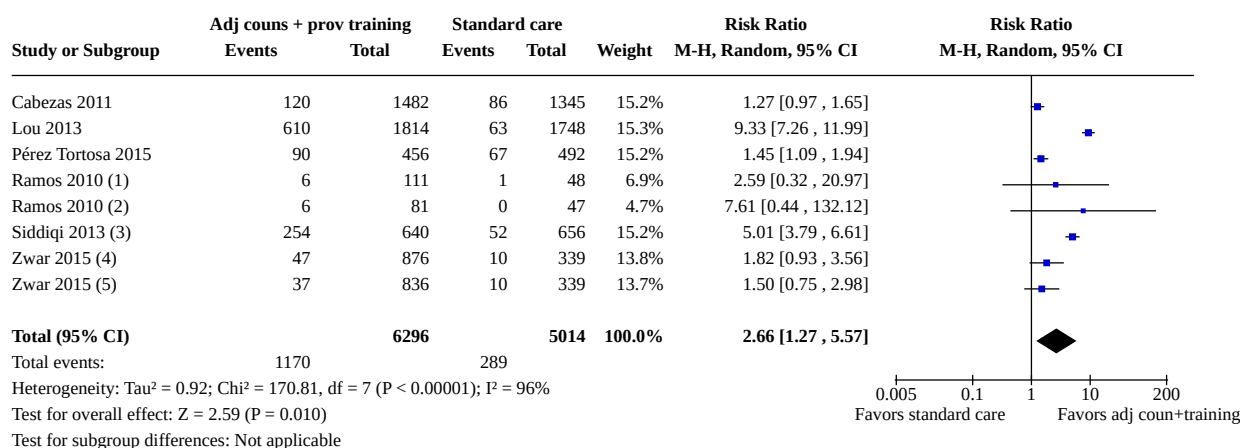 Adj couns + prov training Standard care Risk Ratio Risk Ratio
Study or Subgroup Events Total Events Total Weight M-H, Random, 95% CI M-H, Random, 95% CI
Cabezas 2011 120 1482 86 1345 15.2% 1.27 [0.97 , 1.65]
Lou 2013 610 1814 63 1748 15.3% 9.33 [7.26 , 11.99]
Pérez Tortosa 2015 90 456 67 492 15.2% 1.45 [1.09 , 1.94]
Ramos 2010 (1) 6 111 1 48 6.9% 2.59 [0.32 , 20.97]
Ramos 2010 (2) 6 81 0 47 4.7% 7.61 [0.44 , 132.12]
Siddiqi 2013 (3) 254 640 52 656 15.2% 5.01 [3.79 , 6.61]
Zwar 2015 (4) 47 876 10 339 13.8% 1.82 [0.93 , 3.56]
Zwar 2015 (5) 37 836 10 339 13.7% 1.50 [0.75 , 2.98]
Total (95% CI) 6296 5014 100.0% 2.66 [1.27 , 5.57]
Total events: 1170 289
Heterogeneity: Tau² = 0.92; Chi² = 170.81, df = 7 (P < 0.00001); I² = 96%
0.005 0.1 1 10 200
Test for overall effect: Z = 2.59 (P = 0.010)
Favors standard care Favors adj coun+training
Test for subgroup differences: Not applicable